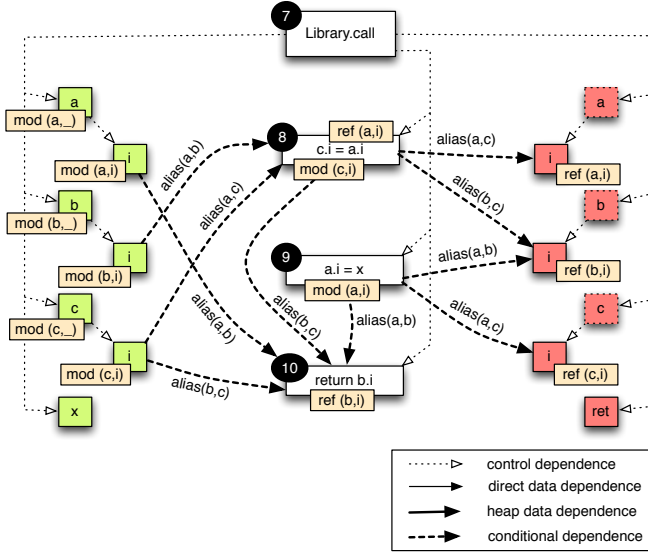 7
Library.call
a
mod (a,_)
i
mod (a,i)
b
mod (b,_)
i
mod (b,i)
c
mod (c,_)
i
mod (c,i)
x
alias(a,b)
alias(a,c)
alias(a,b)
alias(b,c)
8
ref (a,i)
c.i = a.i
mod (c,i)
9
a.i = x
mod (a,i)
alias(b,c)
alias(a,b)
10
return b.i
ref (b,i)
alias(a,c)
alias(b,c)
alias(a,b)
alias(a,c)
a
i
ref (a,i)
b
i
ref (b,i)
c
i
ref (c,i)
ret
control dependence
direct data dependence
heap data dependence
conditional dependence